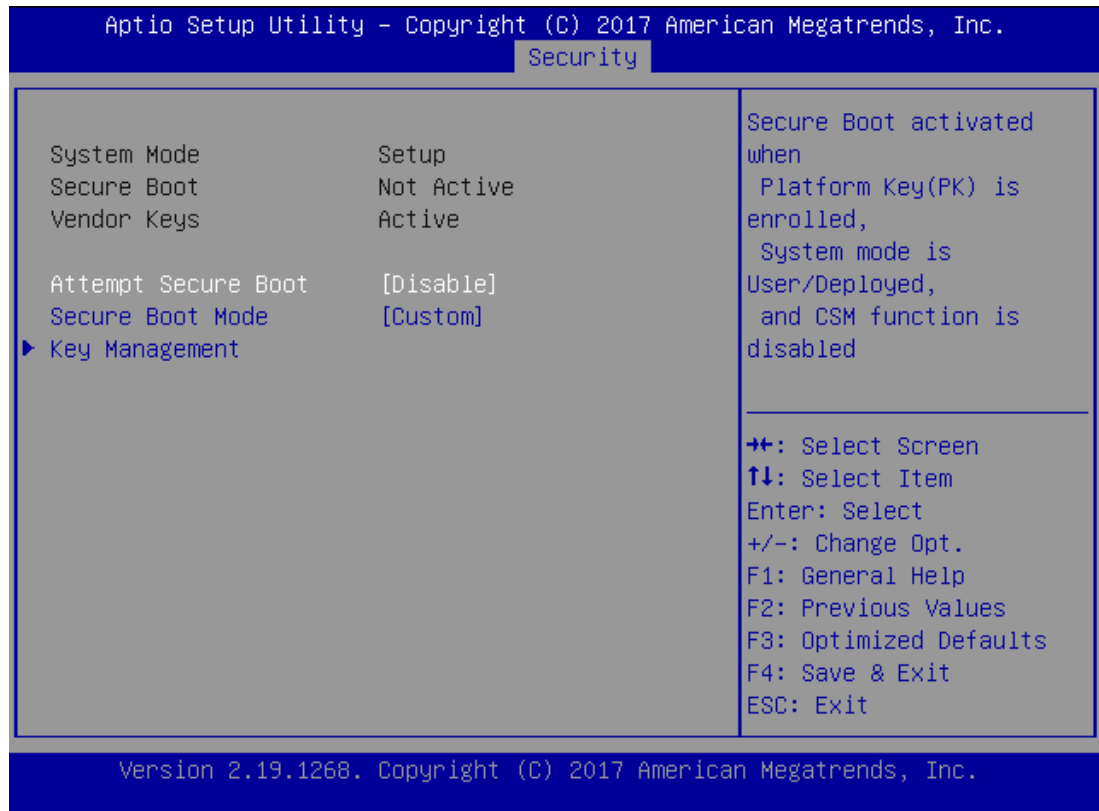 Aptio Setup Utility – Copyright (C) 2017 American Megatrends, Inc.
Security
System Mode Setup
Secure Boot Not Active
Vendor Keys Active
Attempt Secure Boot [Disable]
Secure Boot Mode [Custom]
▶ Key Management
Secure Boot activated
when
Platform Key(PK) is
enrolled,
System mode is
User/Deployed,
and CSM function is
disabled
→←: Select Screen
↑↓: Select Item
Enter: Select
+/-: Change Opt.
F1: General Help
F2: Previous Values
F3: Optimized Defaults
F4: Save & Exit
ESC: Exit
Version 2.19.1268. Copyright (C) 2017 American Megatrends, Inc.